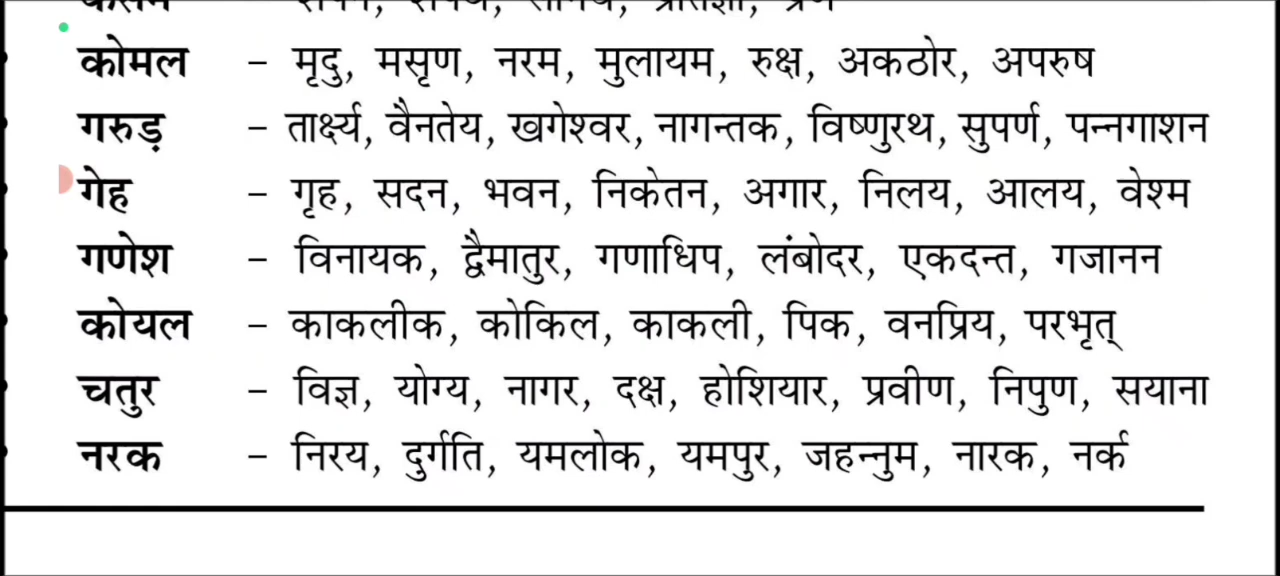 कोमल – मृदु, मसृण, नरम, मुलायम, रुक्ष, अकठोर, अपरुष
गरुड़ – तार्क्ष्य, वैनतेय, खगेश्वर, नागन्तक, विष्णुरथ, सुपर्ण, पन्नगाशन
गेह – गृह, सदन, भवन, निकेतन, अगार, निलय, आलय, वेश्म
गणेश – विनायक, द्वैमातुर, गणाधिप, लंबोदर, एकदन्त, गजानन
कोयल – काकलीक, कोकिल, काकली, पिक, वनप्रिय, परभृत्
चतुर – विज्ञ, योग्य, नागर, दक्ष, होशियार, प्रवीण, निपुण, सयाना
नरक – निरय, दुर्गति, यमलोक, यमपुर, जहन्नुम, नारक, नर्क